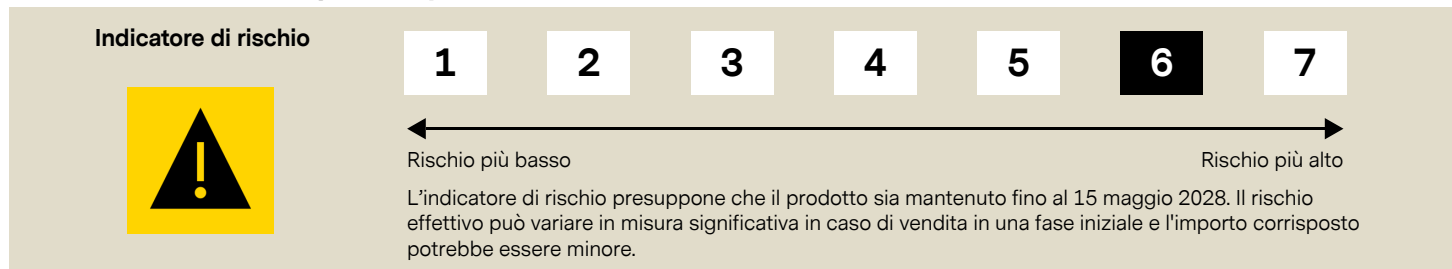 Indicatore di rischio
1 2 3 4 5 6 7
Rischio più basso Rischio più alto
L’indicatore di rischio presuppone che il prodotto sia mantenuto fino al 15 maggio 2028. Il rischio
effettivo può variare in misura significativa in caso di vendita in una fase iniziale e l'importo corrisposto
potrebbe essere minore.